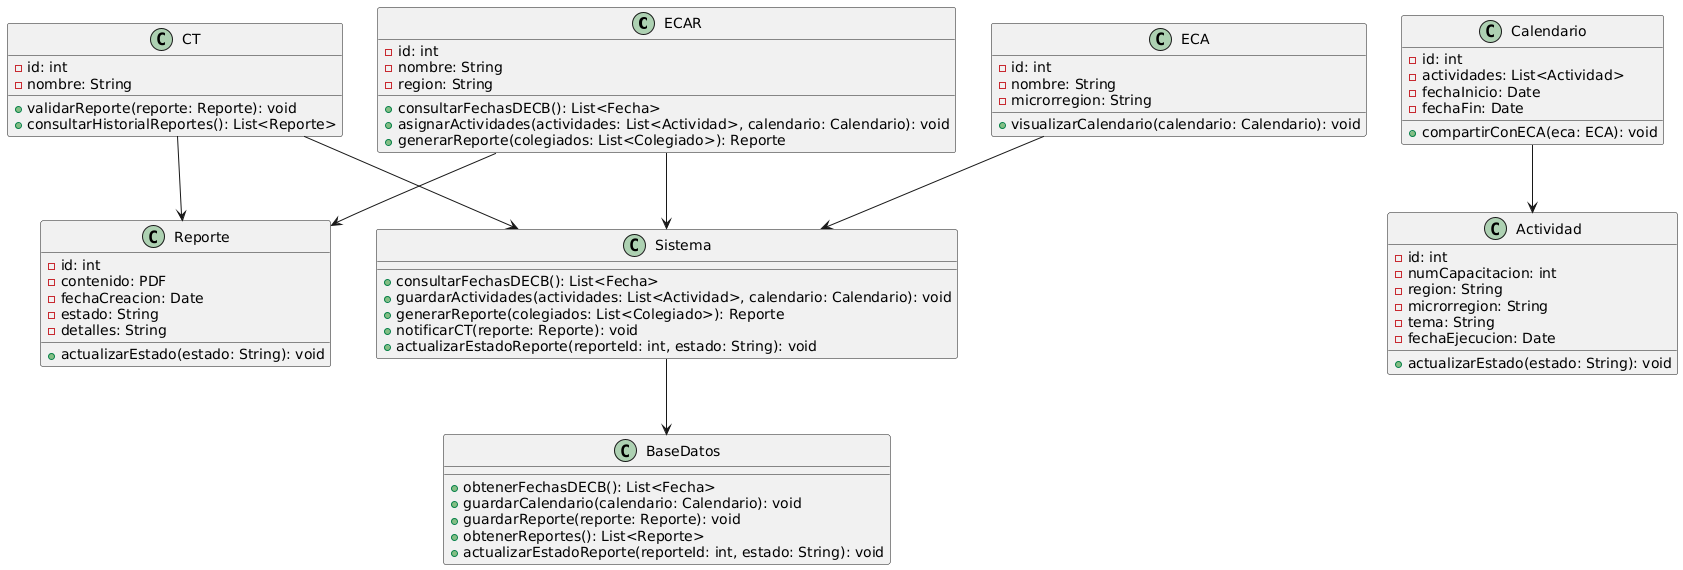 C CT
id: int
nombre: String
validarReporte(reporte: Reporte): void
consultarHistorialReportes(): List<Reporte>
C ECAR
id: int
nombre: String
region: String
consultarFechasDECB(): List<Fecha>
asignarActividades(actividades: List<Actividad>, calendario: Calendario): void
generarReporte(colegiados: List<Colegiado>): Reporte
C ECA
id: int
nombre: String
microrregion: String
visualizarCalendario(calendario: Calendario): void
C Calendario
id: int
actividades: List<Actividad>
fechaInicio: Date
fechaFin: Date
compartirConECA(eca: ECA): void
C Reporte
id: int
contenido: PDF
fechaCreacion: Date
estado: String
detalles: String
actualizarEstado(estado: String): void
C Sistema
consultarFechasDECB(): List<Fecha>
guardarActividades(actividades: List<Actividad>, calendario: Calendario): void
generarReporte(colegiados: List<Colegiado>): Reporte
notificarCT(reporte: Reporte): void
actualizarEstadoReporte(reporteId: int, estado: String): void
C Actividad
id: int
numCapacitacion: int
region: String
microrregion: String
tema: String
fechaEjecucion: Date
actualizarEstado(estado: String): void
C BaseDatos
obtenerFechasDECB(): List<Fecha>
guardarCalendario(calendario: Calendario): void
guardarReporte(reporte: Reporte): void
obtenerReportes(): List<Reporte>
actualizarEstadoReporte(reporteId: int, estado: String): void